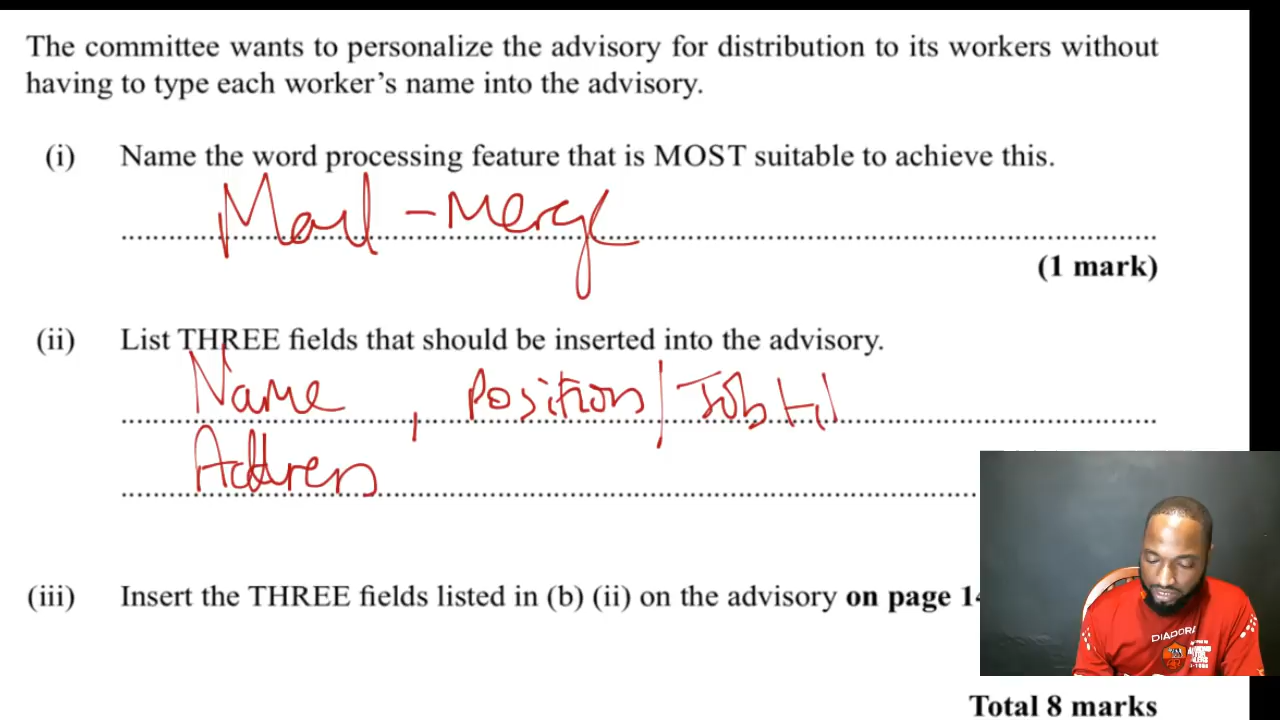 The committee wants to personalize the advisory for distribution to its workers without
having to type each worker's name into the advisory.
(i) Name the word processing feature that is MOST suitable to achieve this.
Mail - Merge
(1 mark)
(ii) List THREE fields that should be inserted into the advisory.
Name , Position / Job tit
Address
(iii) Insert the THREE fields listed in (b) (ii) on the advisory on page 14
DIADORA
Total 8 marks